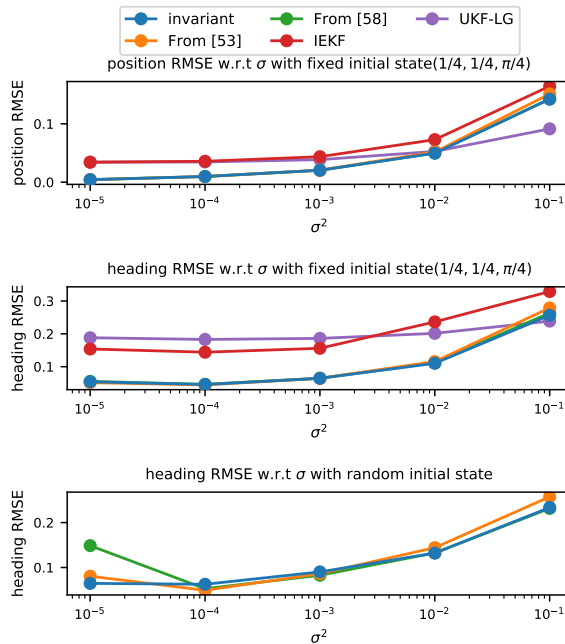 invariant From [58] UKF-LG
From [53] IEKF
position RMSE w.r.t σ with fixed initial state(1/4, 1/4, π/4)
position RMSE
0.1
0.0
10⁻⁵ 10⁻⁴ 10⁻³ 10⁻² 10⁻¹
σ²
heading RMSE w.r.t σ with fixed initial state(1/4, 1/4, π/4)
heading RMSE
0.3
0.2
0.1
10⁻⁵ 10⁻⁴ 10⁻³ 10⁻² 10⁻¹
σ²
heading RMSE w.r.t σ with random initial state
heading RMSE
0.2
0.1
10⁻⁵ 10⁻⁴ 10⁻³ 10⁻² 10⁻¹
σ²